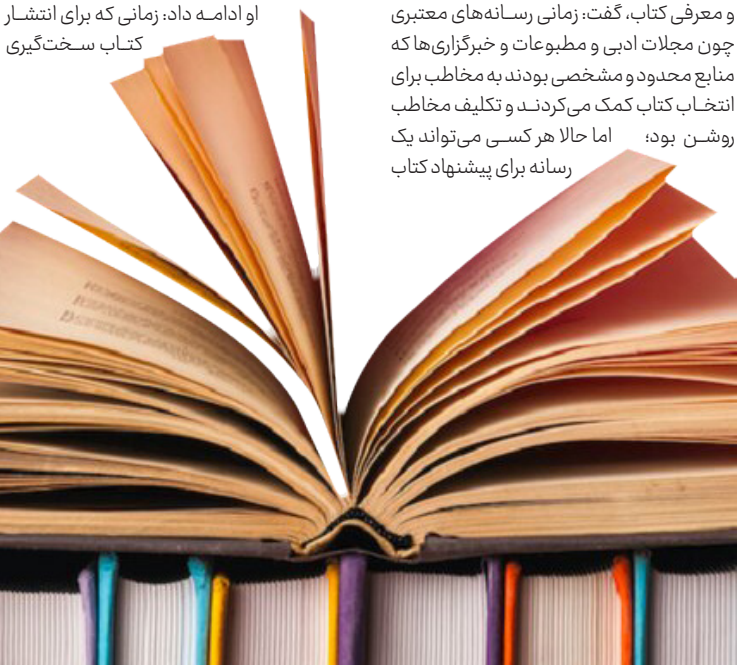 و معرفی کتاب، گفت: زمانی رسانه‌های معتبری
چون مجلات ادبی و مطبوعات و خبرگزاری‌ها که
منابع محدود و مشخصی بودند به مخاطب برای
انتخاب کتاب کمک می‌کردند و تکلیف مخاطب
روشن بود؛ اما حالا هر کسی می‌تواند یک
رسانه برای پیشنهاد کتاب
او ادامه داد: زمانی که برای انتشار
کتاب سخت‌گیری